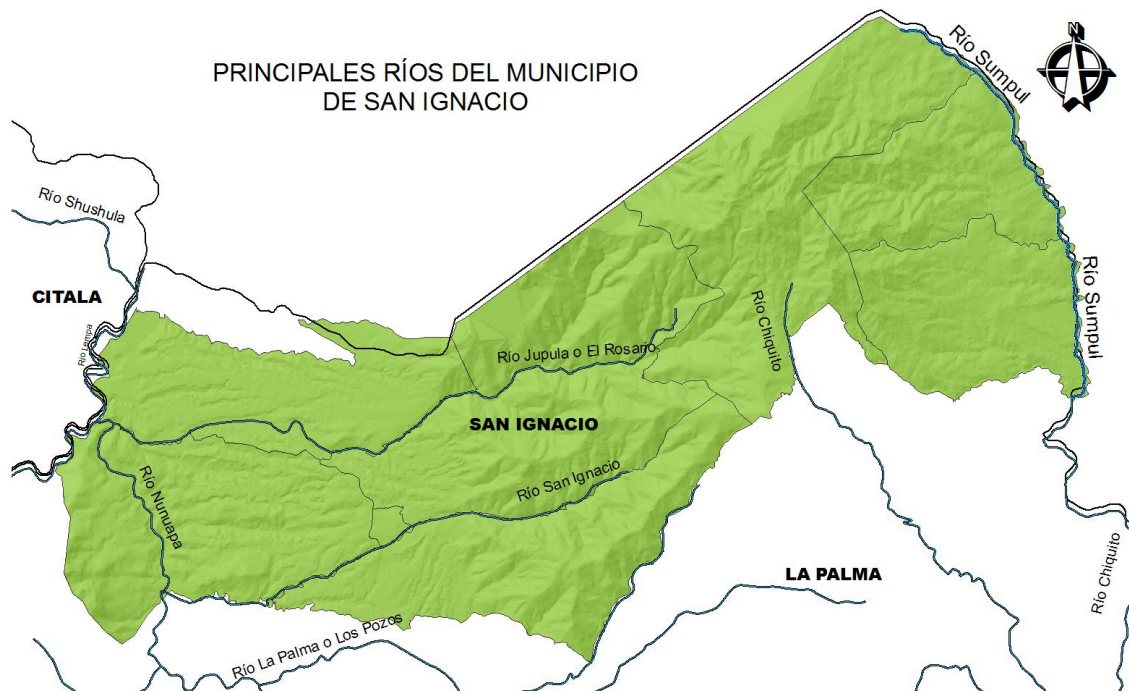 PRINCIPALES RÍOS DEL MUNICIPIO
DE SAN IGNACIO
N
Río Sumpul
Río Shushula
CITALA
Río Lempa
Río Sumpul
Río Chiquito
Río Jupula o El Rosario
SAN IGNACIO
Río San Ignacio
Río Nunuapa
LA PALMA
Río Chiquito
Río La Palma o Los Pozos